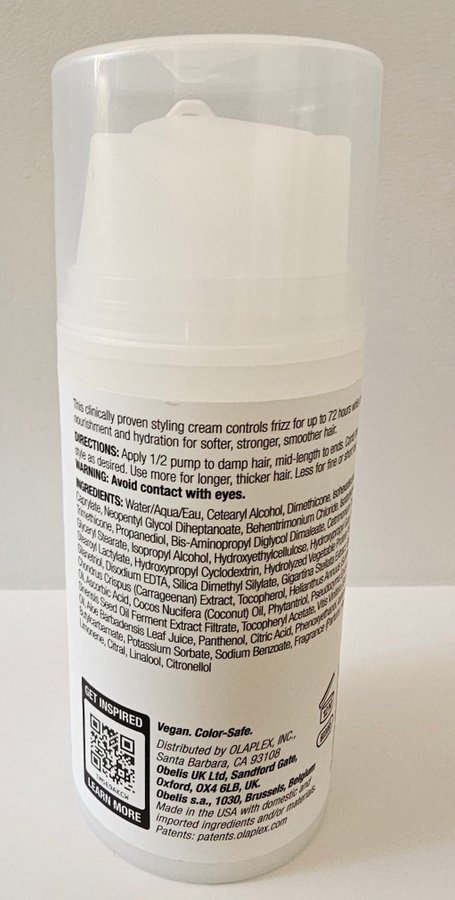 This clinically proven styling cream controls frizz for up to 72 hours
nourishment and hydration for softer, stronger, smoother hair.
DIRECTIONS: Apply 1/2 pump to damp hair, mid-length to ends.
style as desired. Use more for longer, thicker hair. Less for fine or
WARNING: Avoid contact with eyes.
INGREDIENTS: Water/Aqua/Eau, Cetearyl Alcohol, Dimethicone,
Caprylate, Neopentyl Glycol Diheptanoate, Behentrimonium Chloride,
Trimethicone, Propanediol, Bis-Aminopropyl Diglycol Dimaleate,
Glyceryl Stearate, Isopropyl Alcohol, Hydroxyethylcellulose,
Stearoyl Lactylate, Hydroxypropyl Cyclodextrin, Hydrolyzed Vegetable
Disodium EDTA, Silica Dimethyl Silylate, Gigartina Stellata
Chondrus Crispus (Carrageenan) Extract, Tocopherol, Helianthus Annuus
Oil, Ascorbic Acid, Cocos Nucifera (Coconut) Oil, Phytantriol,
Seed Oil Ferment Extract Filtrate, Tocopheryl Acetate,
Oil, Aloe Barbadensis Leaf Juice, Panthenol, Citric Acid,
Butylcarbamate, Potassium Sorbate, Sodium Benzoate, Fragrance
Limonene, Citral, Linalool, Citronellol
GET INSPIRED
LEARN MORE
Vegan. Color-Safe.
Distributed by OLAPLEX, INC.,
Santa Barbara, CA 93108
Obelis UK Ltd, Sandford Gate,
Oxford, OX4 6LB, UK.
Obelis s.a., 1030, Brussels, Belgium
Made in the USA with domestic and
imported ingredients and/or materials.
Patents: patents.olaplex.com